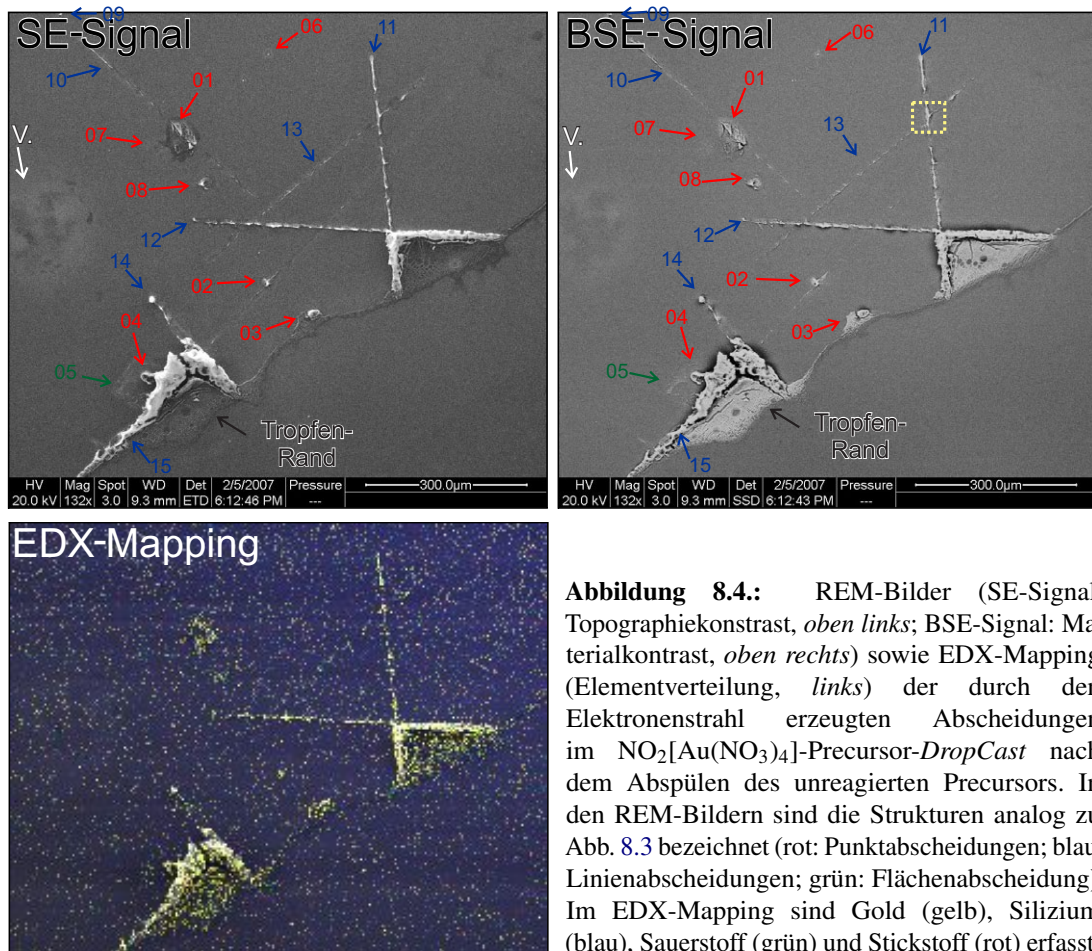 SE-Signal
09
06
11
10
01
13
07
V.
08
12
14
02
04
03
05
Tropfen-
Rand
15
HV Mag Spot WD Det 2/5/2007 Pressure
20.0 kV 132x 3.0 9.3 mm ETD 6:12:46 PM --- 300.0µm
BSE-Signal
09
06
11
10
01
13
07
V.
08
12
14
02
04
03
05
Tropfen-
Rand
15
HV Mag Spot WD Det 2/5/2007 Pressure
20.0 kV 132x 3.0 9.3 mm SSD 6:12:43 PM --- 300.0µm
EDX-Mapping
Abbildung 8.4.: REM-Bilder (SE-Signal
Topographiekonstrast, oben links; BSE-Signal: Ma
terialkontrast, oben rechts) sowie EDX-Mapping
(Elementverteilung, links) der durch den
Elektronenstrahl erzeugten Abscheidungen
im NO2[Au(NO3)4]-Precursor-DropCast nach
dem Abspülen des unreagierten Precursors. In
den REM-Bildern sind die Strukturen analog zu
Abb. 8.3 bezeichnet (rot: Punktabscheidungen; blau
Linienabscheidungen; grün: Flächenabscheidung)
Im EDX-Mapping sind Gold (gelb), Silizium
(blau), Sauerstoff (grün) und Stickstoff (rot) erfasst